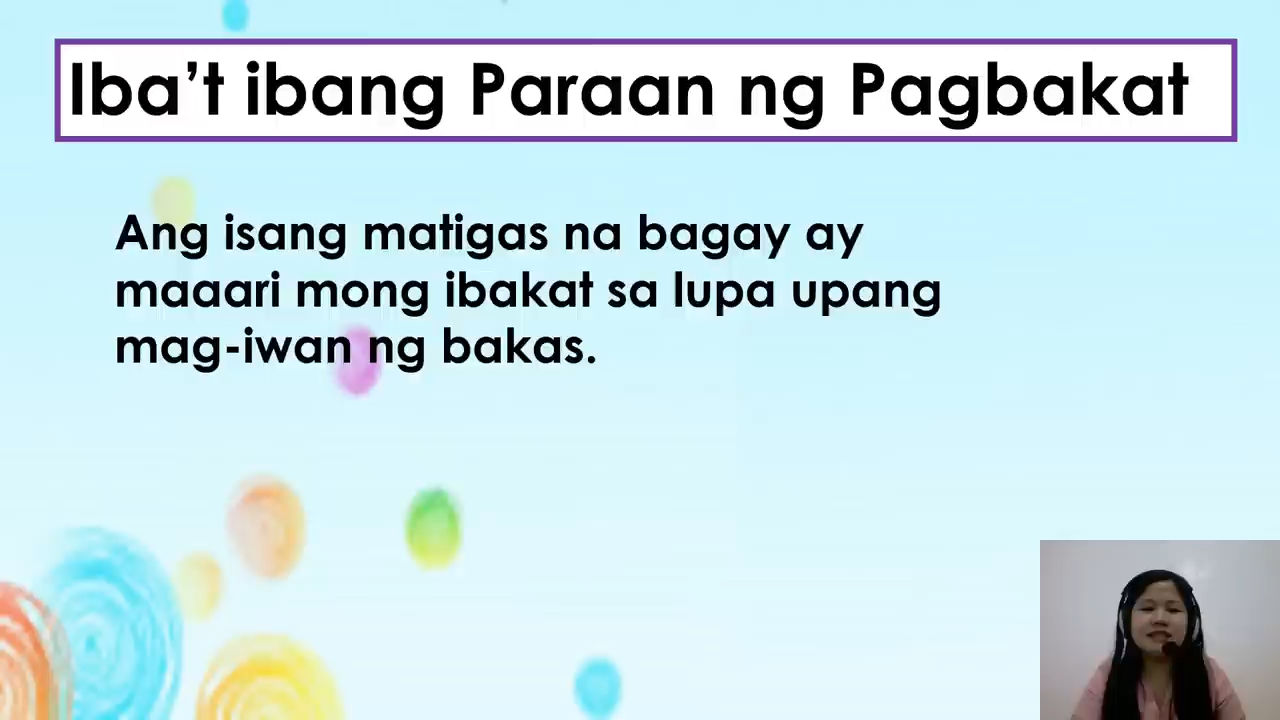 Iba’t ibang Paraan ng Pagbakat
Ang isang matigas na bagay ay
maaari mong ibakat sa lupa upang
mag-iwan ng bakas.